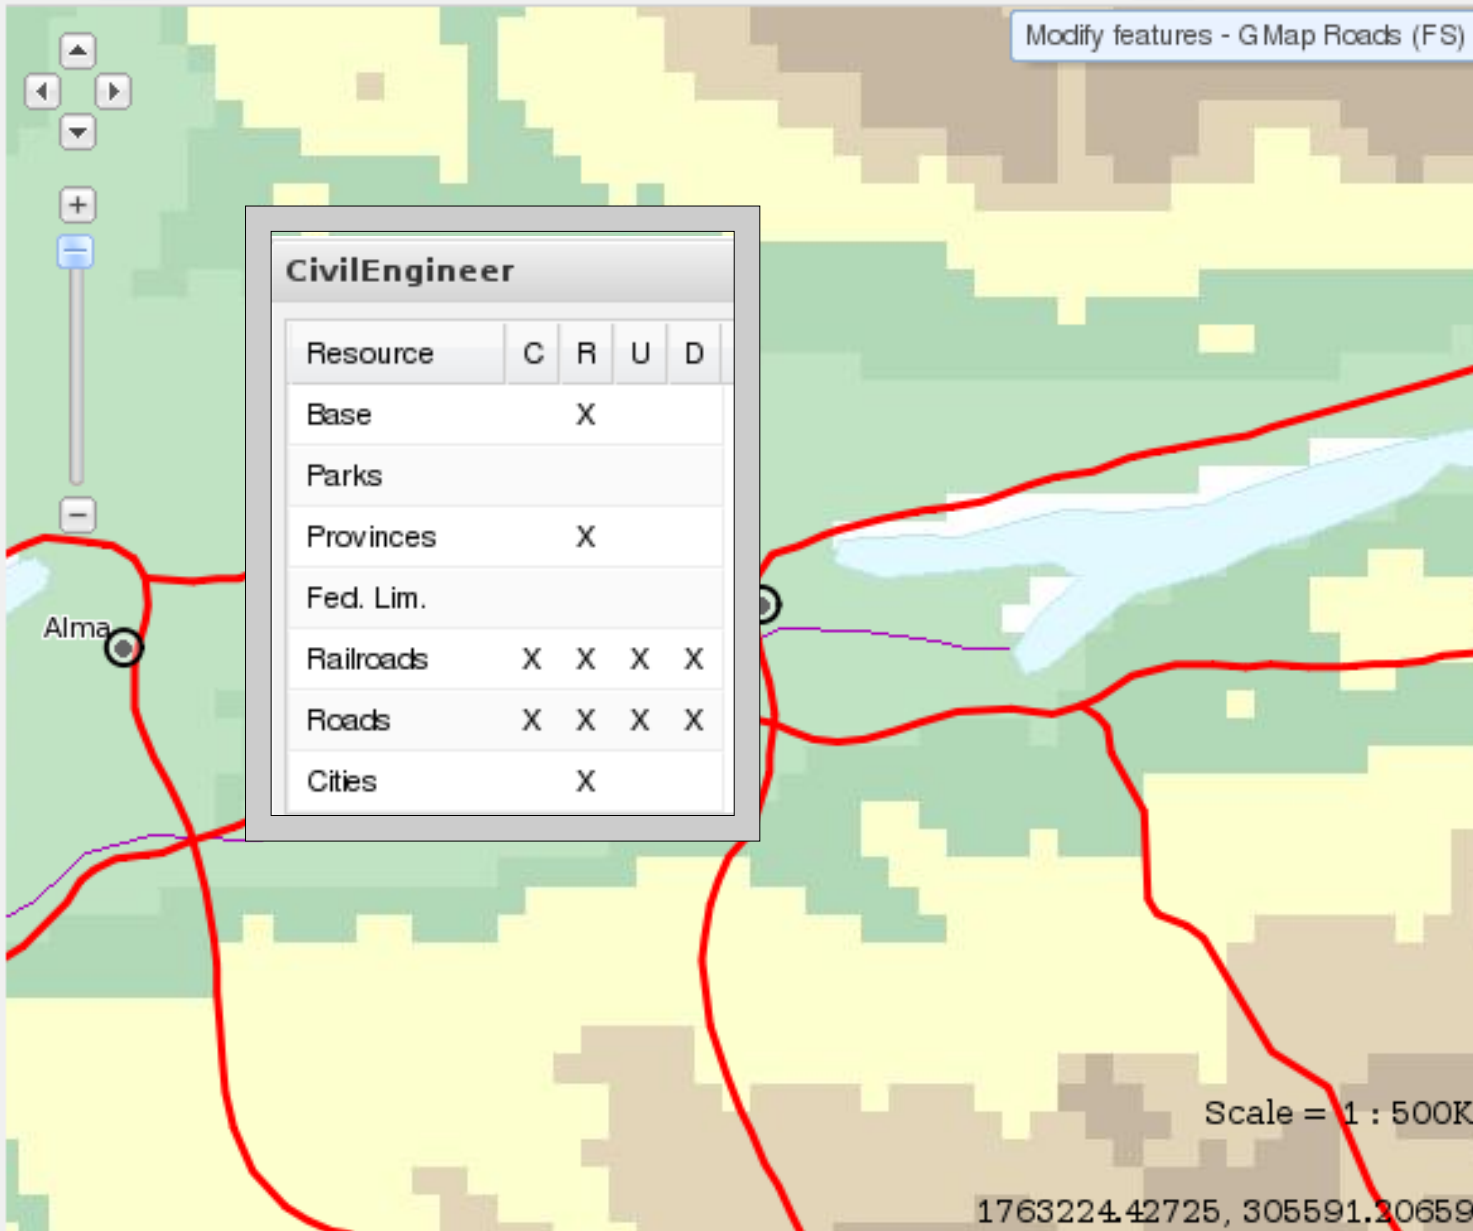 Modify features - GMap Roads (FS)
CivilEngineer
Resource C R U D
Base X
Parks
Provinces X
Fed. Lim.
Railroads X X X X
Roads X X X X
Cities X
Alma
Scale = 1 : 500K
1763224.42725, 305591.20659